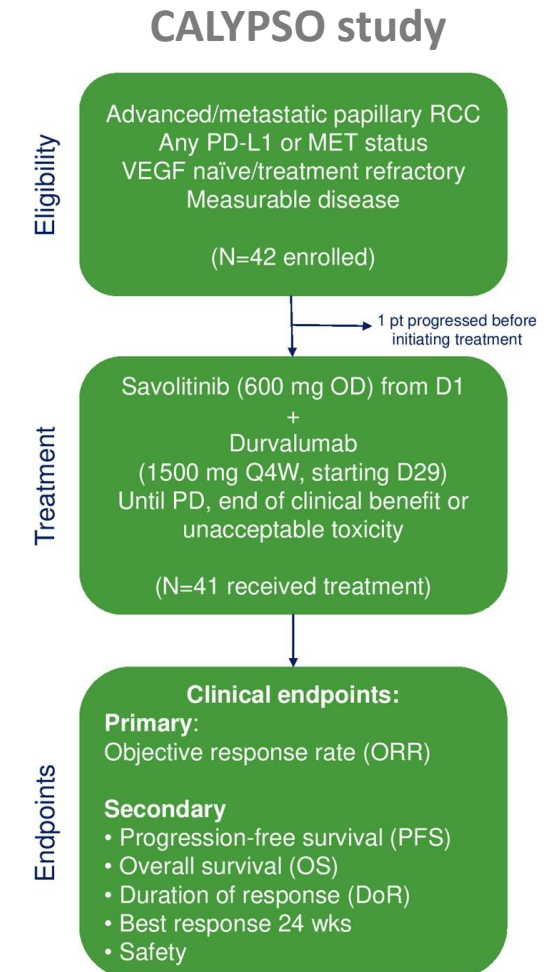 CALYPSO study
Eligibility
Advanced/metastatic papillary RCC
Any PD-L1 or MET status
VEGF naïve/treatment refractory
Measurable disease
(N=42 enrolled)
1 pt progressed before
initiating treatment
Treatment
Savolitinib (600 mg OD) from D1
+
Durvalumab
(1500 mg Q4W, starting D29)
Until PD, end of clinical benefit or
unacceptable toxicity
(N=41 received treatment)
Endpoints
Clinical endpoints:
Primary:
Objective response rate (ORR)
Secondary
• Progression-free survival (PFS)
• Overall survival (OS)
• Duration of response (DoR)
• Best response 24 wks
• Safety